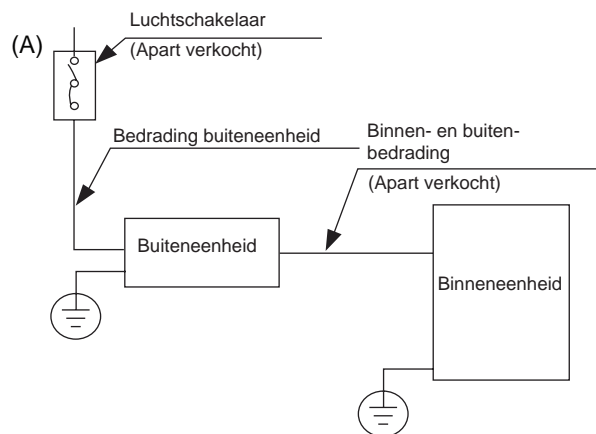 Luchtschakelaar
(A)
(Apart verkocht)
Bedrading buiteneenheid
Binnen- en buiten-
bedrading
(Apart verkocht)
Buiteneenheid
Binneneenheid